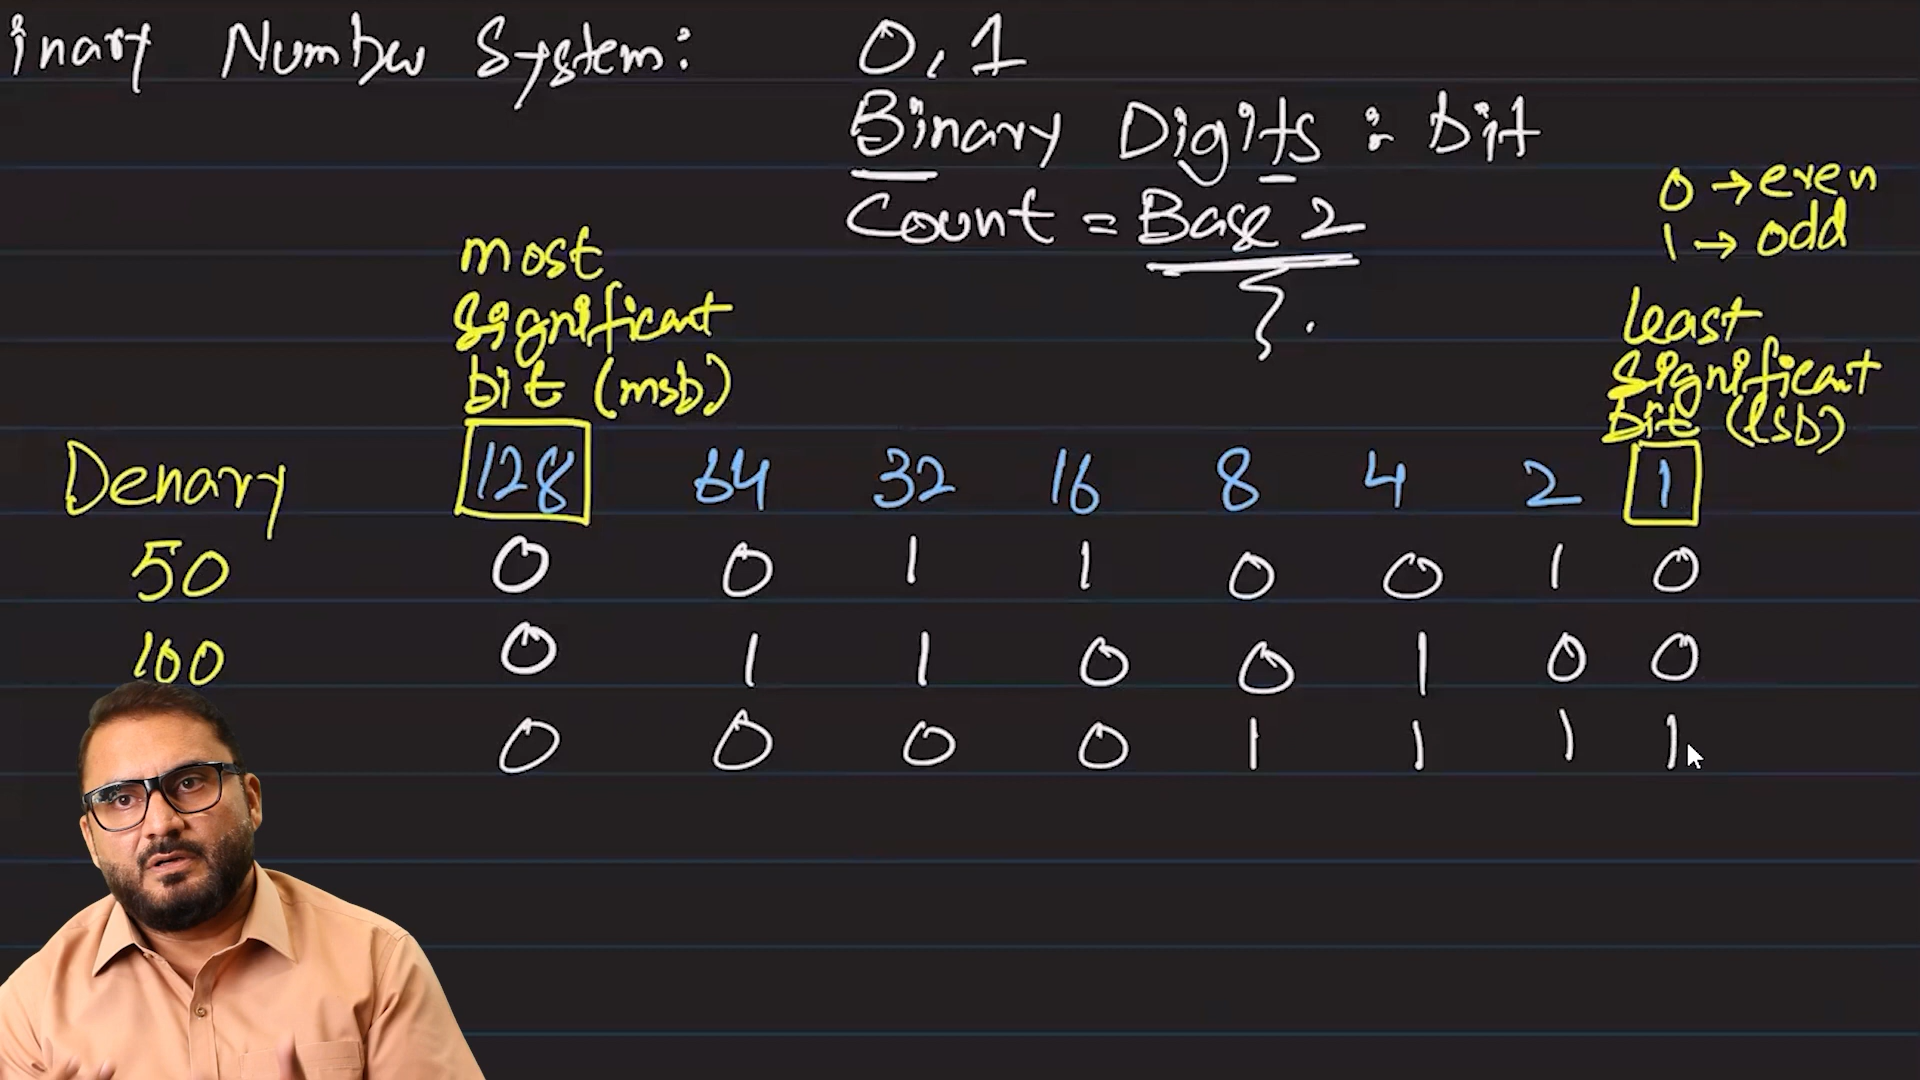 inary Number System: 0, 1
Binary Digits : bit
Count = Base 2
0 → even
1 → odd
most
significant
bit (msb)
least
significant
bit (lsb)
Denary 128 64 32 16 8 4 2 1
50 0 0 1 1 0 0 1 0
100 0 1 1 0 0 1 0 0
0 0 0 0 1 1 1 1